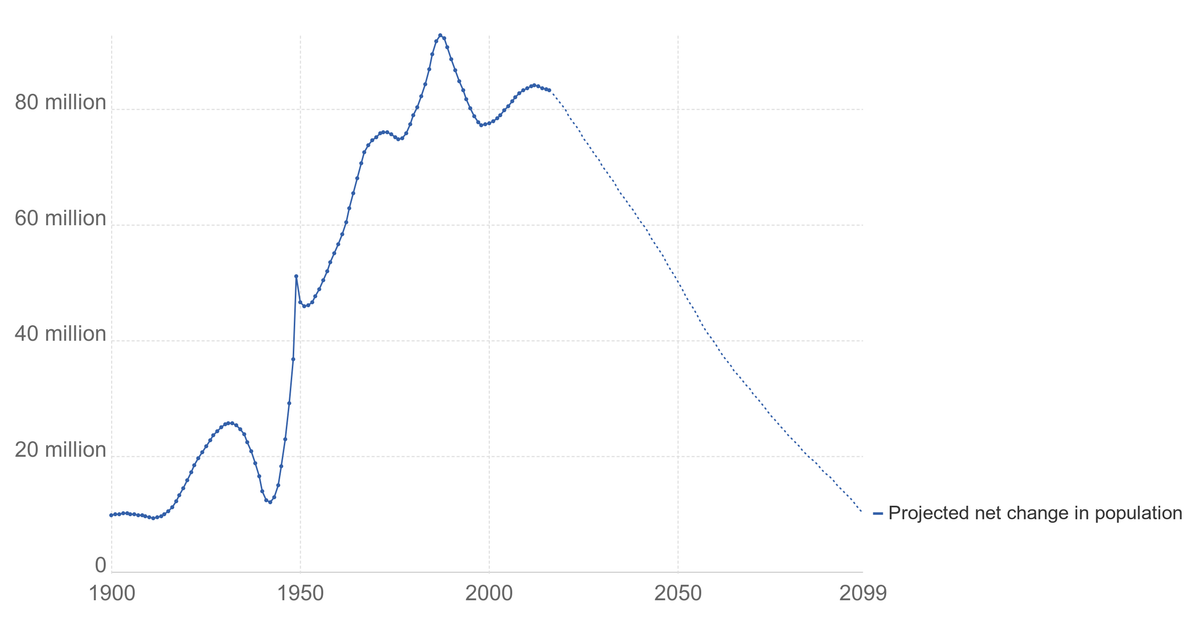 80 million
60 million
40 million
20 million
0
1900 1950 2000 2050 2099
Projected net change in population